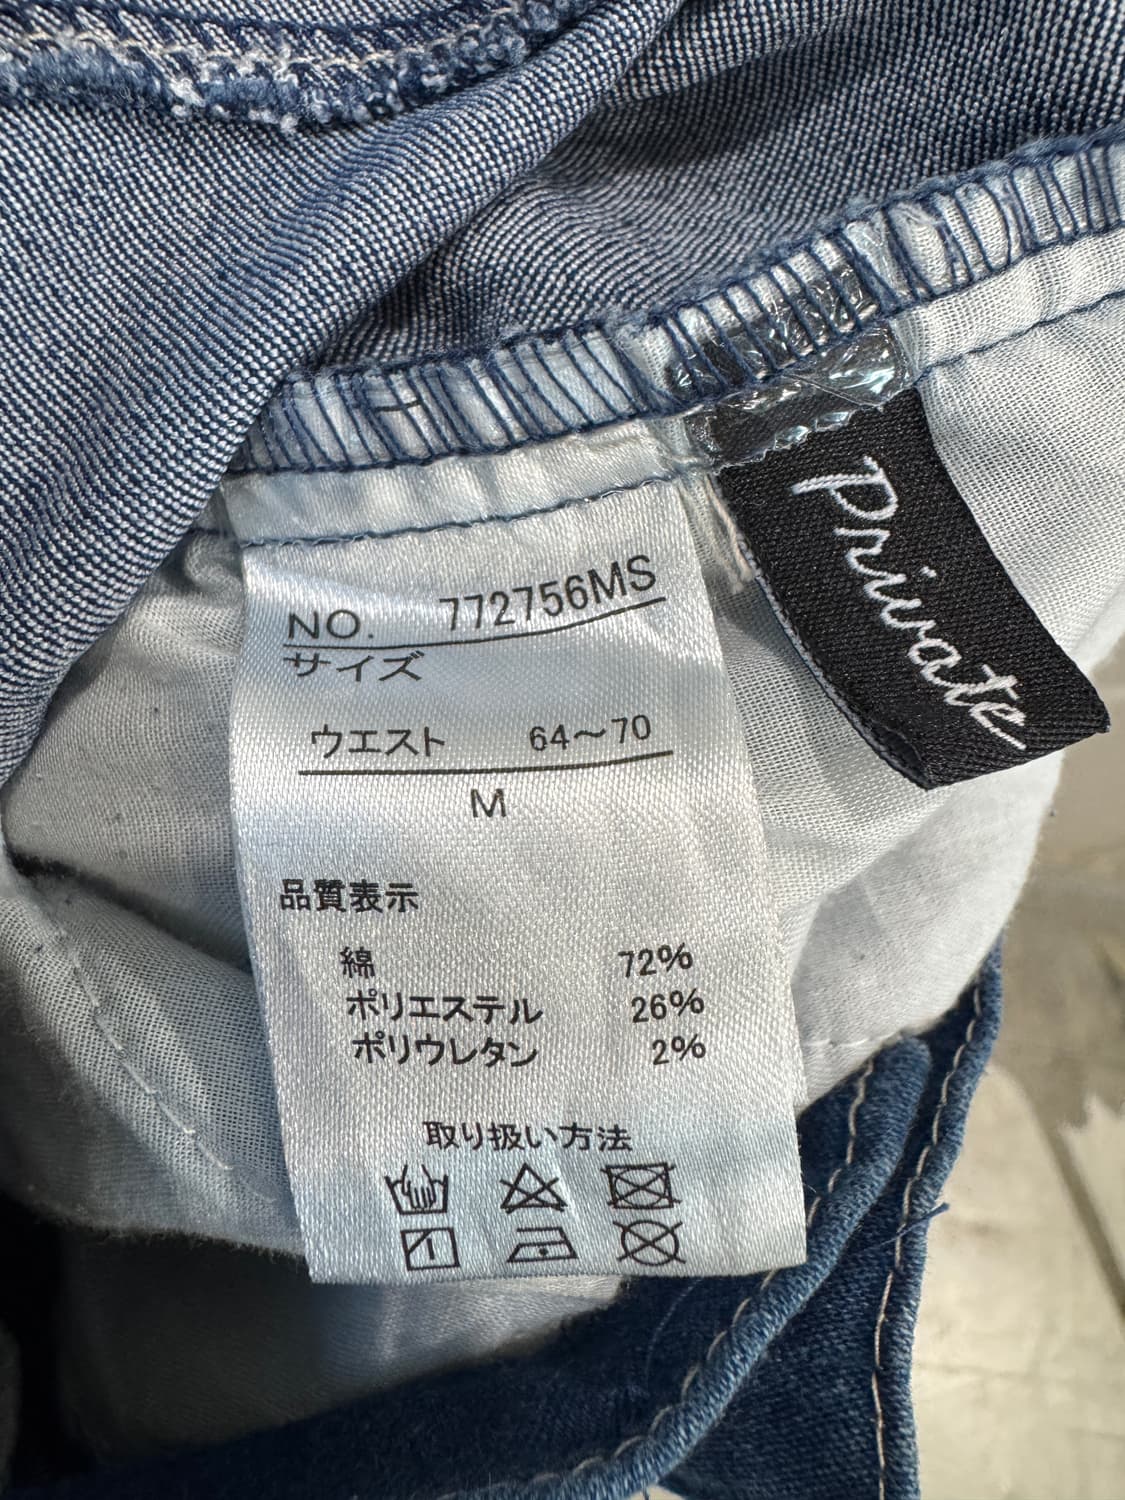 NO. 772756MS
サイズ
ウエスト 64～70
M
品質表示
綿 72%
ポリエステル 26%
ポリウレタン 2%
取り扱い方法
Private